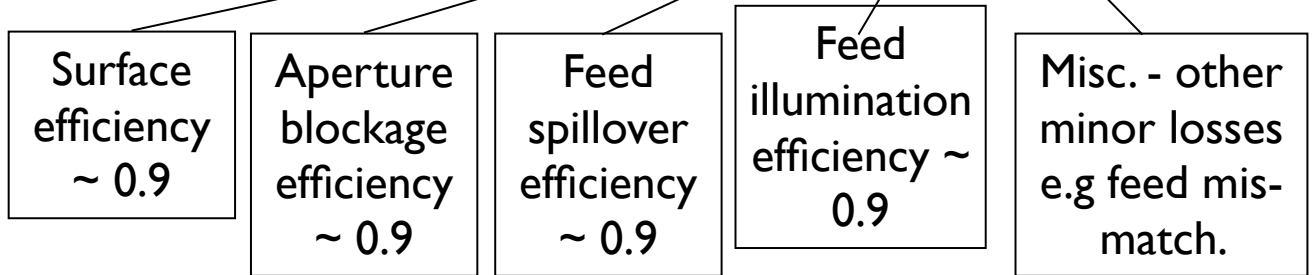 Surface
efficiency
~ 0.9
Aperture
blockage
efficiency
~ 0.9
Feed
spillover
efficiency
~ 0.9
Feed
illumination
efficiency ~
0.9
Misc. - other
minor losses
e.g feed mis-
match.